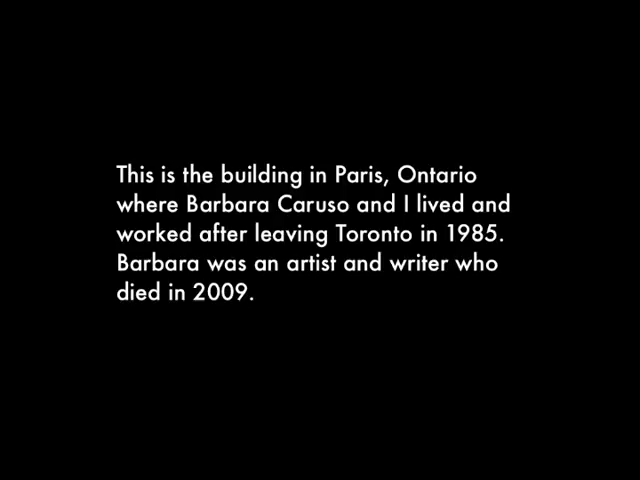 This is the building in Paris, Ontario
where Barbara Caruso and I lived and
worked after leaving Toronto in 1985.
Barbara was an artist and writer who
died in 2009.